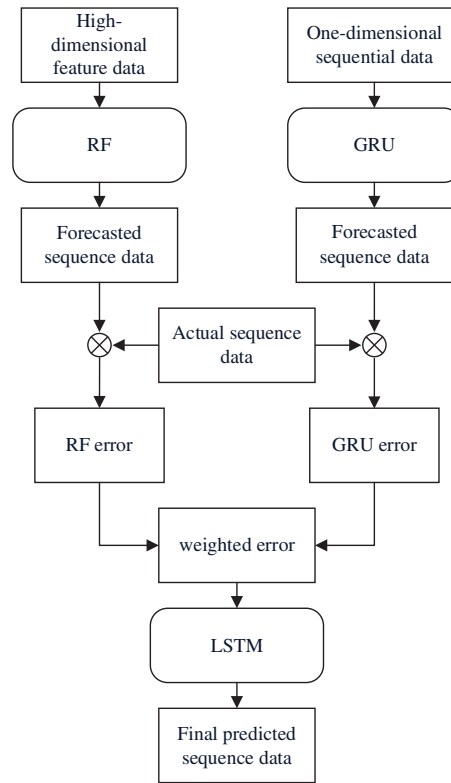 High-
dimensional
feature data
One-dimensional
sequential data
RF
GRU
Forecasted
sequence data
Forecasted
sequence data
Actual sequence
data
RF error
GRU error
weighted error
LSTM
Final predicted
sequence data